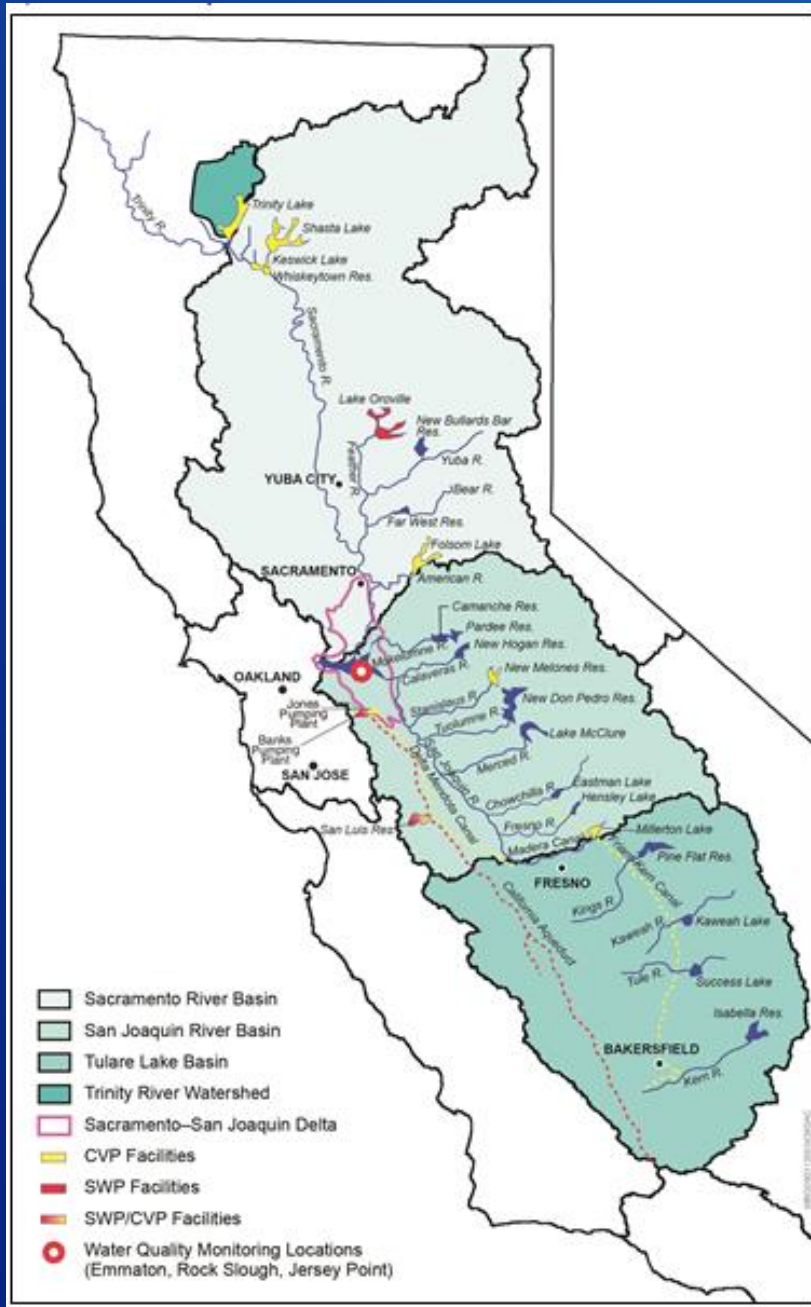 Trinity R.
Trinity Lake
Shasta Lake
Keswick Lake
Whiskeytown Res.
Sacramento R.
Lake Oroville
New Bullards Bar
Res.
Feather R.
YUBA CITY
Yuba R.
Bear R.
Far West Res.
Folsom Lake
SACRAMENTO
American R.
Camanche Res.
Pardee Res.
Mokelumne R.
New Hogan Res.
Calaveras R.
New Melones Res.
OAKLAND
Stanislaus R.
New Don Pedro Res.
Jones
Pumping
Plant
Tuolumne R.
Lake McClure
Banks
Pumping
Plant
San Joaquin R.
Merced R.
SAN JOSE
Delta Mendota Canal
Eastman Lake
Chowchilla R.
Hensley Lake
San Luis Res.
Fresno R.
Millerton Lake
Madera Canal
Friant Kern Canal
Pine Flat Res.
FRESNO
Kings R.
California Aqueduct
Kaweah R.
Kaweah Lake
Tule R.
Success Lake
Isabella Res.
BAKERSFIELD
Kern R.
Sacramento River Basin
San Joaquin River Basin
Tulare Lake Basin
Trinity River Watershed
Sacramento–San Joaquin Delta
CVP Facilities
SWP Facilities
SWP/CVP Facilities
Water Quality Monitoring Locations
(Emmaton, Rock Slough, Jersey Point)